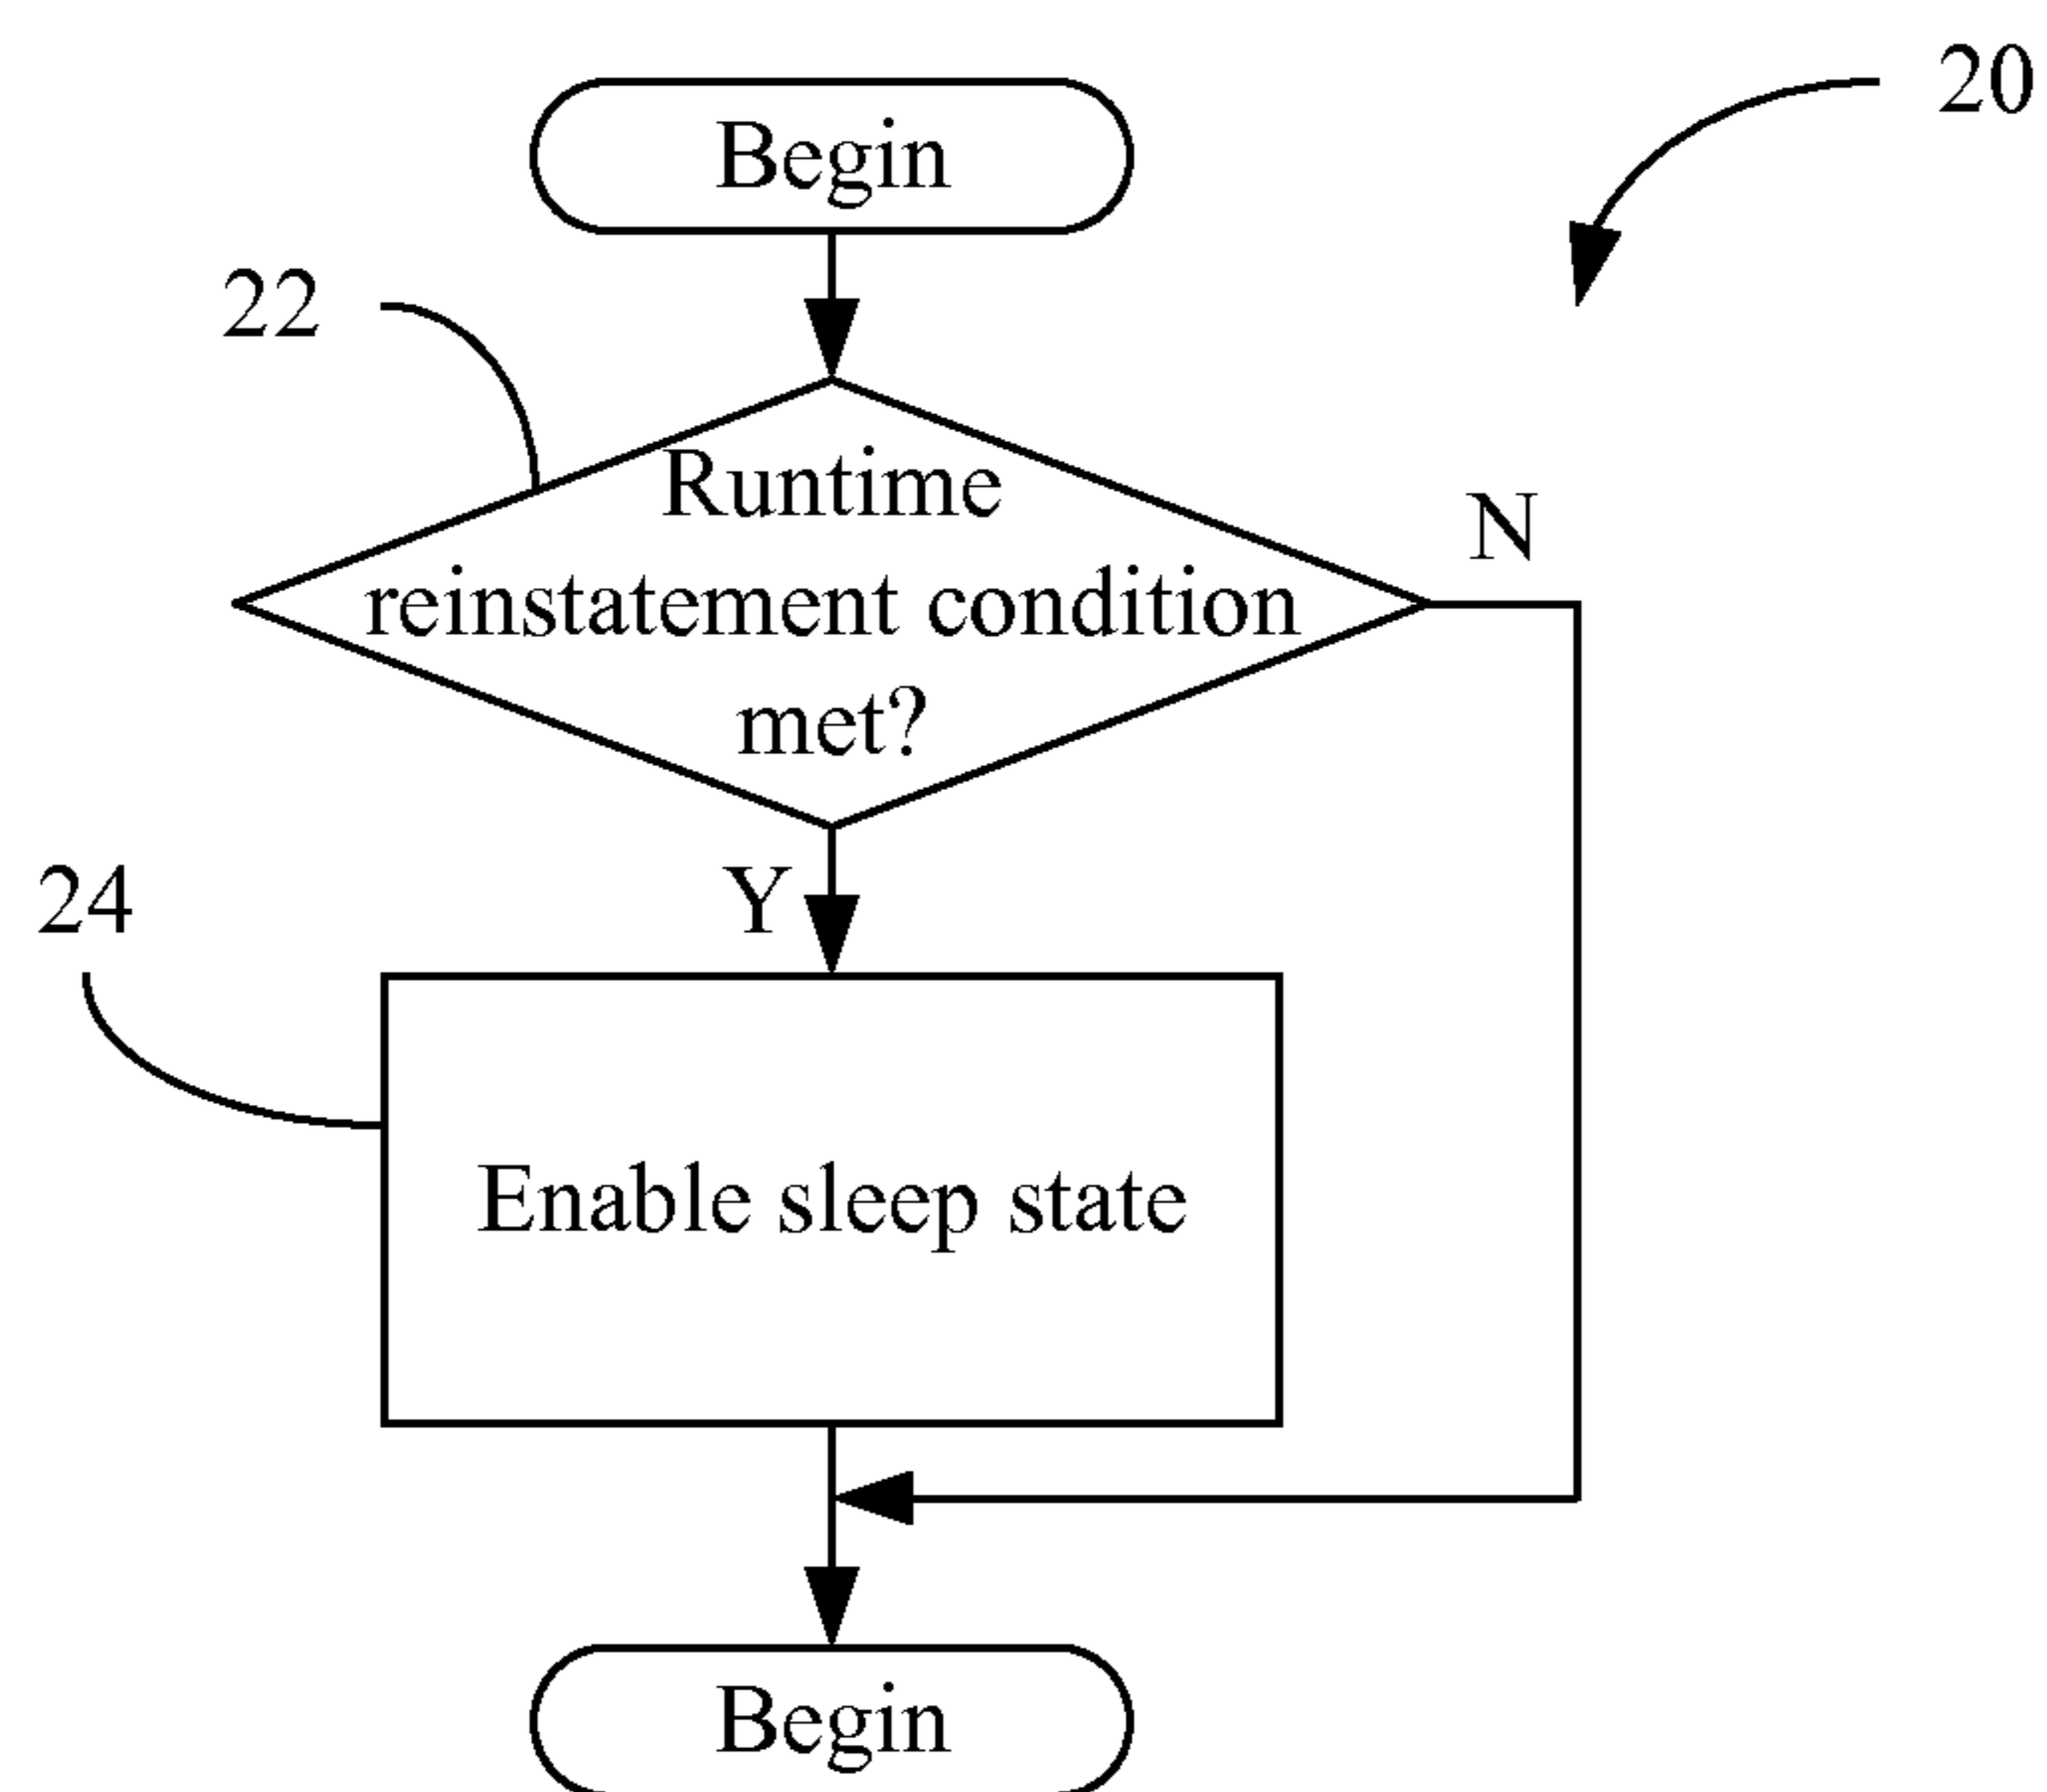 20
Begin
22
Runtime
reinstatement condition
met?
N
Y
24
Enable sleep state
Begin